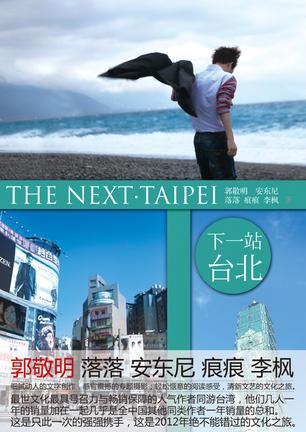 THE NEXT·TAIPEI
郭敬明 安东尼
落落 痕痕 李枫 著
下一站
台北
郭敬明 落落 安东尼 痕痕 李枫
最世文化最具号召力与畅销保障的人气作者同游台湾，他们几人一
年的销量加在一起几乎是全中国其他同类作者一年销量的总和。
这是只此一次的强强携手，这是2012年绝不能错过的文化之旅。